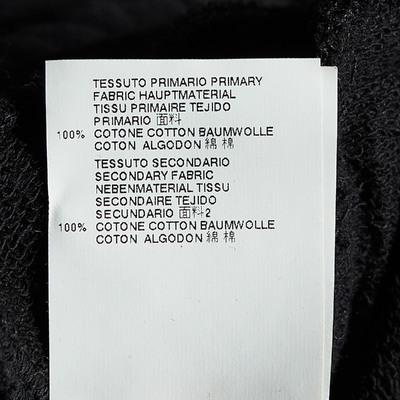 TESSUTO PRIMARIO PRIMARY
FABRIC HAUPTMATERIAL
TISSU PRIMAIRE TEJIDO
PRIMARIO 面料
100% COTONE COTTON BAUMWOLLE
COTON ALGODON 綿 棉
TESSUTO SECONDARIO
SECONDARY FABRIC
NEBENMATERIAL TISSU
SECONDAIRE TEJIDO
SECUNDARIO 面料2
100% COTONE COTTON BAUMWOLLE
COTON ALGODON 綿 棉